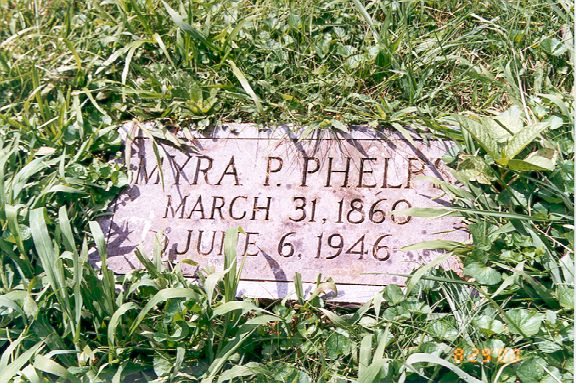 MYRA P. PHELPS
MARCH 31, 1860
JUNE 6, 1946